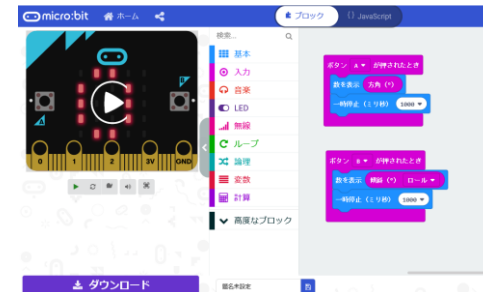 micro:bit
ホーム
ブロック
{} JavaScript
検索...
基本
入力
音楽
LED
無線
ループ
論理
変数
計算
高度なブロック
A
B
0 1 2 3V GND
ボタン A が押されたとき
数を表示 方角 (°)
一時停止 (ミリ秒) 1000
ボタン B が押されたとき
数を表示 傾斜 (°) ロール
一時停止 (ミリ秒) 1000
ダウンロード
題名未設定